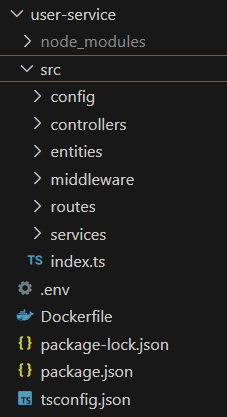 user-service
node_modules
src
config
controllers
entities
middleware
routes
services
TS index.ts
.env
Dockerfile
{} package-lock.json
{} package.json
TS tsconfig.json